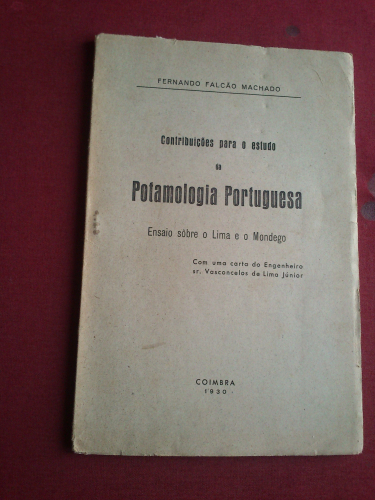 FERNANDO FALCÃO MACHADO
Contribuições para o estudo
da
Potamologia Portuguesa
Ensaio sôbre o Lima e o Mondego
Com uma carta do Engenheiro
sr. Vasconcelos de Lima Júnior
COIMBRA
1930